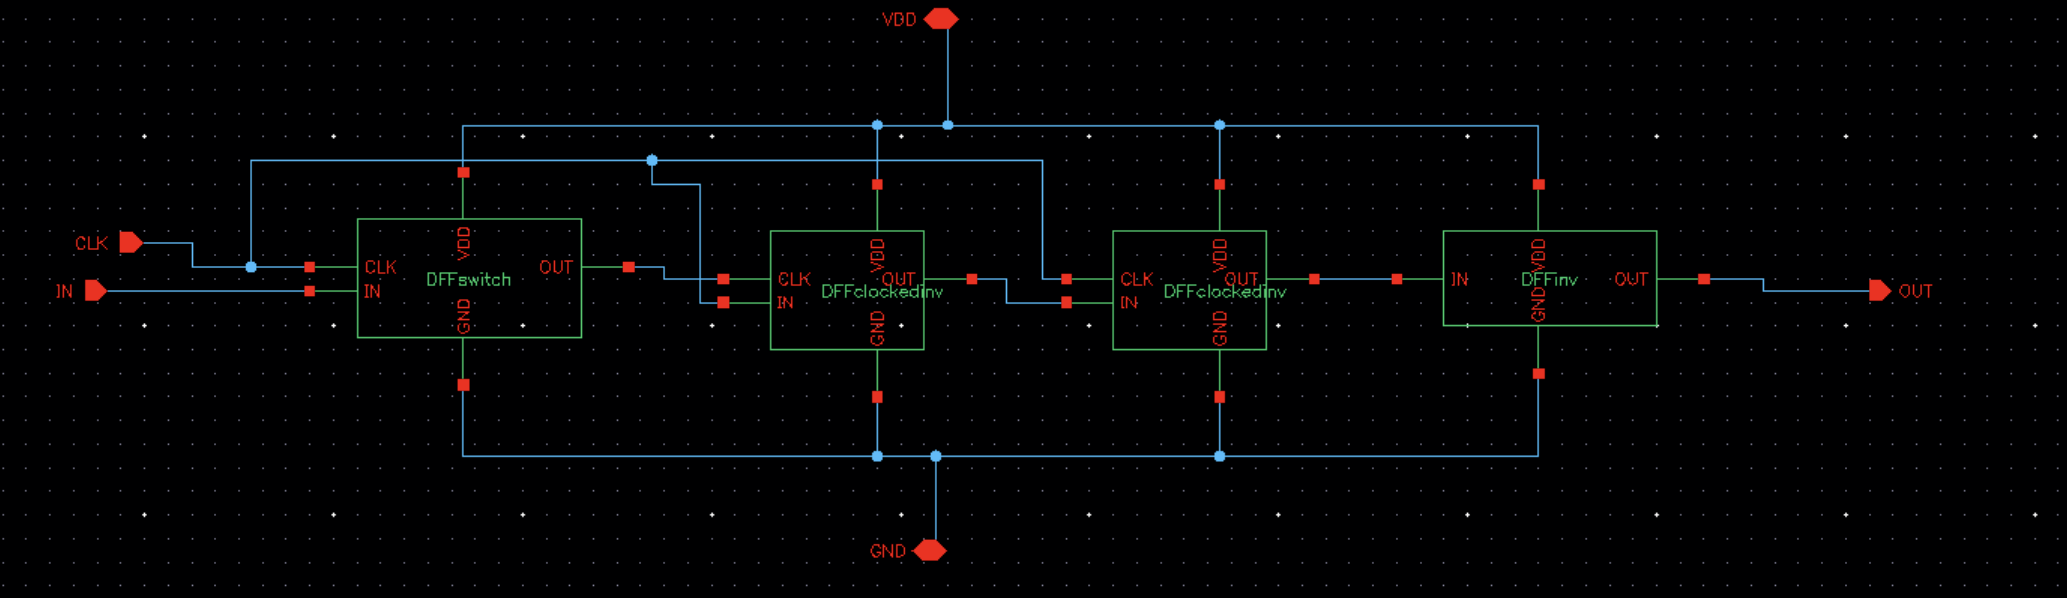 VDD
CLK
IN
CLK
IN
VDD
GND
DFFswitch
OUT
CLK
IN
VDD
GND
OUT
DFFclockedinv
CLK
IN
VDD
GND
OUT
DFFclockedinv
IN
VDD
GND
DFFinv
OUT
OUT
GND